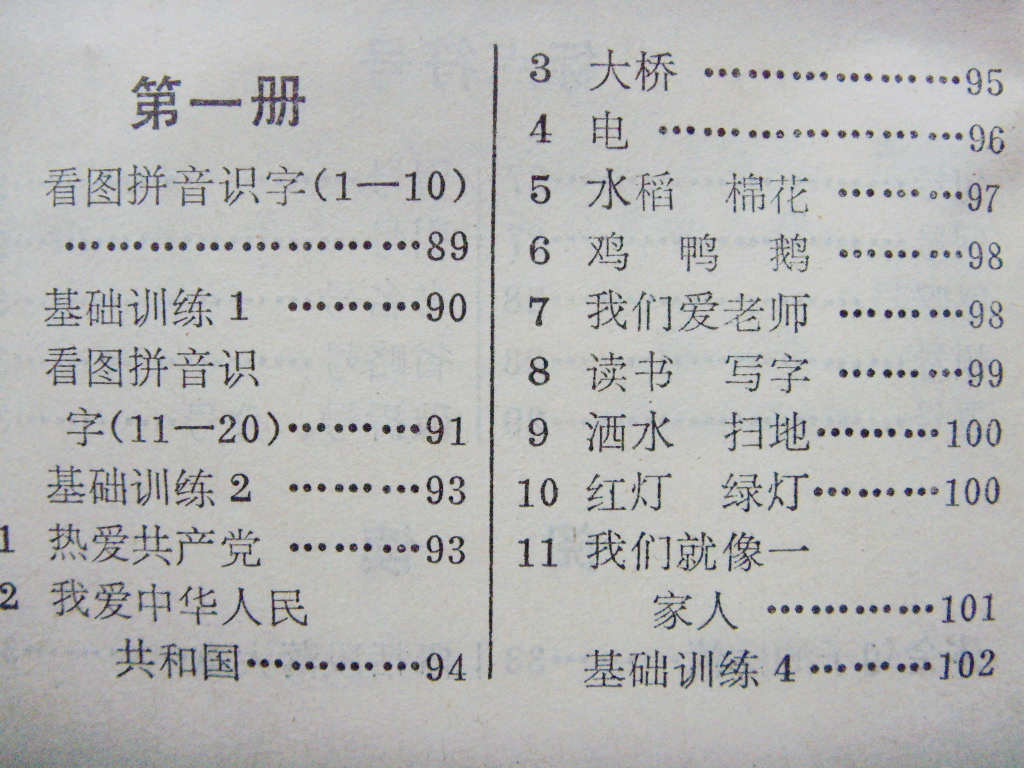 第一册
看图拼音识字(1—10)
……………………89
基础训练1 ………90
看图拼音识
字(11—20)………91
基础训练2 ………93
1 热爱共产党 ………93
2 我爱中华人民
共和国…………94
3 大桥 ………………95
4 电 …………………96
5 水稻 棉花 ………97
6 鸡 鸭 鹅 ………98
7 我们爱老师 ………98
8 读书 写字 ………99
9 洒水 扫地………100
10 红灯 绿灯………100
11 我们就像一
家人 …………101
基础训练4………102